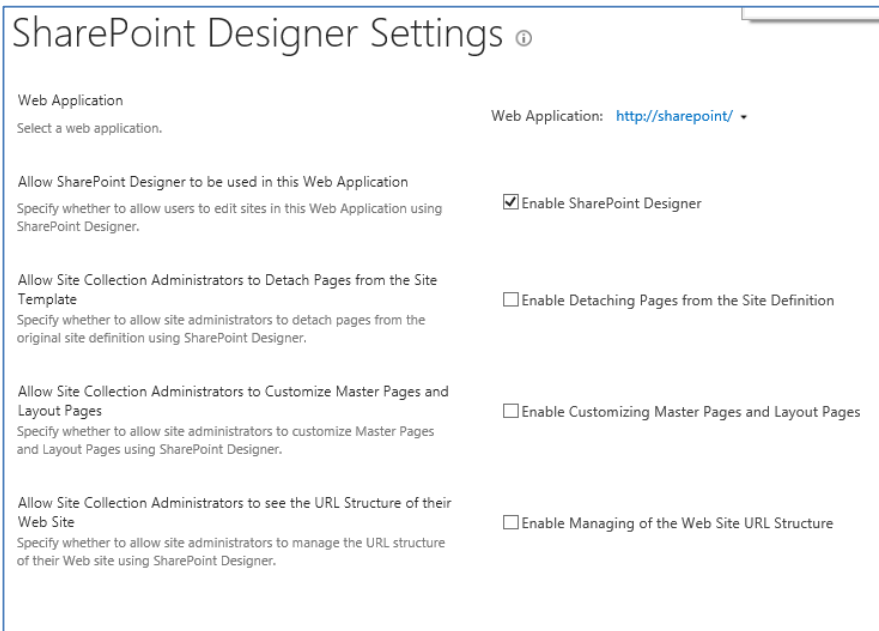 SharePoint Designer Settings
Web Application
Select a web application.
Web Application: http://sharepoint/
Allow SharePoint Designer to be used in this Web Application
Specify whether to allow users to edit sites in this Web Application using
SharePoint Designer.
Enable SharePoint Designer
Allow Site Collection Administrators to Detach Pages from the Site
Template
Specify whether to allow site administrators to detach pages from the
original site definition using SharePoint Designer.
Enable Detaching Pages from the Site Definition
Allow Site Collection Administrators to Customize Master Pages and
Layout Pages
Specify whether to allow site administrators to customize Master Pages
and Layout Pages using SharePoint Designer.
Enable Customizing Master Pages and Layout Pages
Allow Site Collection Administrators to see the URL Structure of their
Web Site
Specify whether to allow site administrators to manage the URL structure
of their Web site using SharePoint Designer.
Enable Managing of the Web Site URL Structure